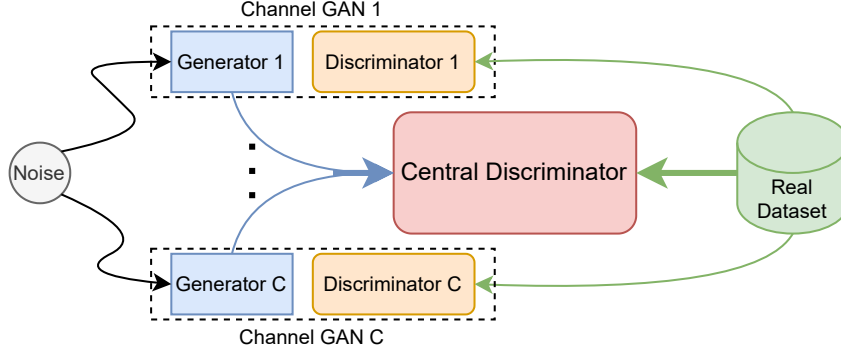 Channel GAN 1
Generator 1
Discriminator 1
Noise
Central Discriminator
Real
Dataset
Generator C
Discriminator C
Channel GAN C